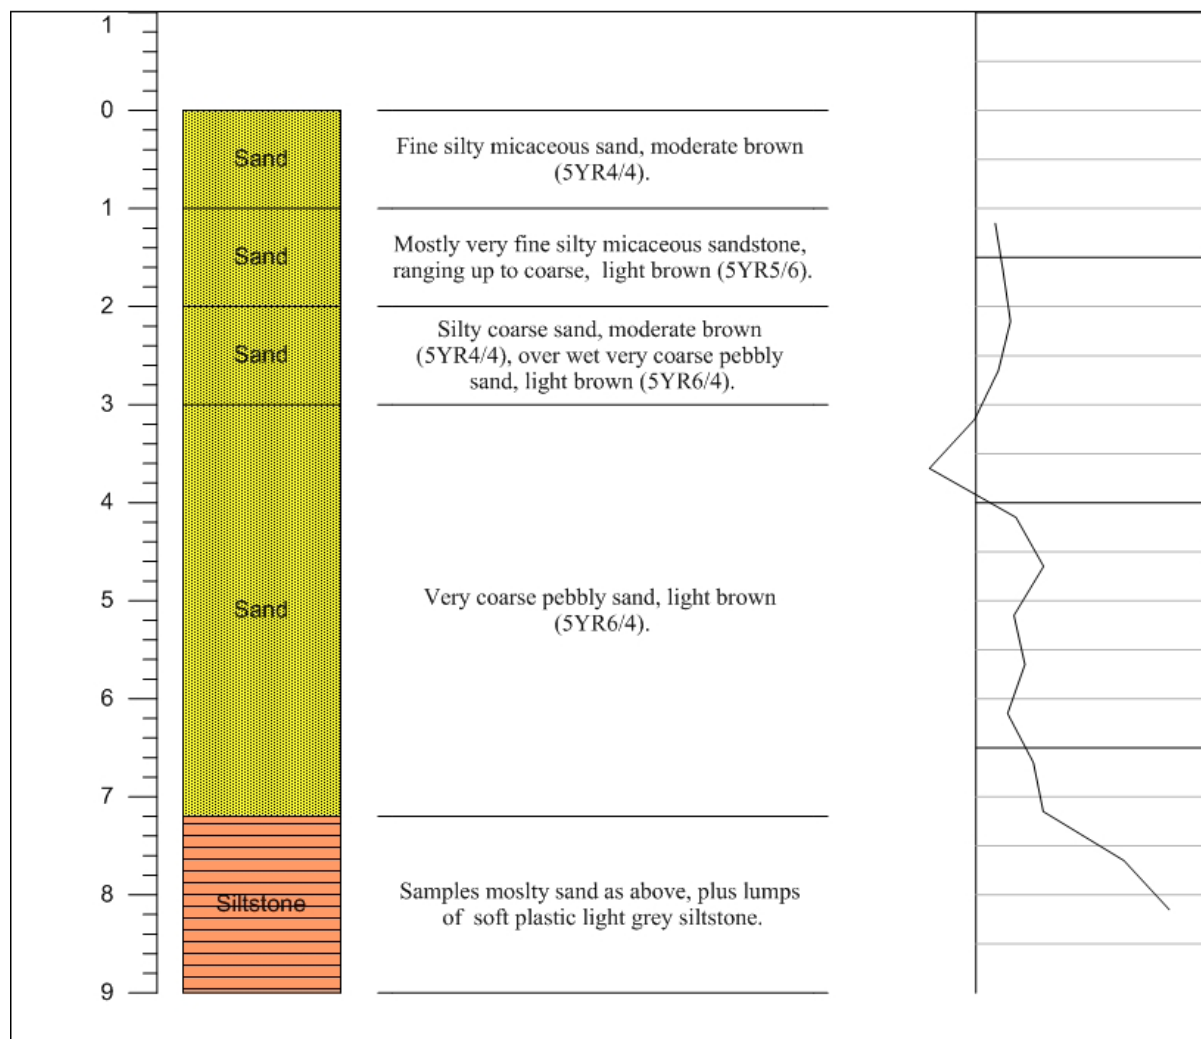 1
0
Sand
Fine silty micaceous sand, moderate brown
(5YR4/4).
1
Sand
Mostly very fine silty micaceous sandstone,
ranging up to coarse, light brown (5YR5/6).
2
Sand
Silty coarse sand, moderate brown
(5YR4/4), over wet very coarse pebbly
sand, light brown (5YR6/4).
3
4
5
Sand
Very coarse pebbly sand, light brown
(5YR6/4).
6
7
8
Siltstone
Samples moslty sand as above, plus lumps
of soft plastic light grey siltstone.
9